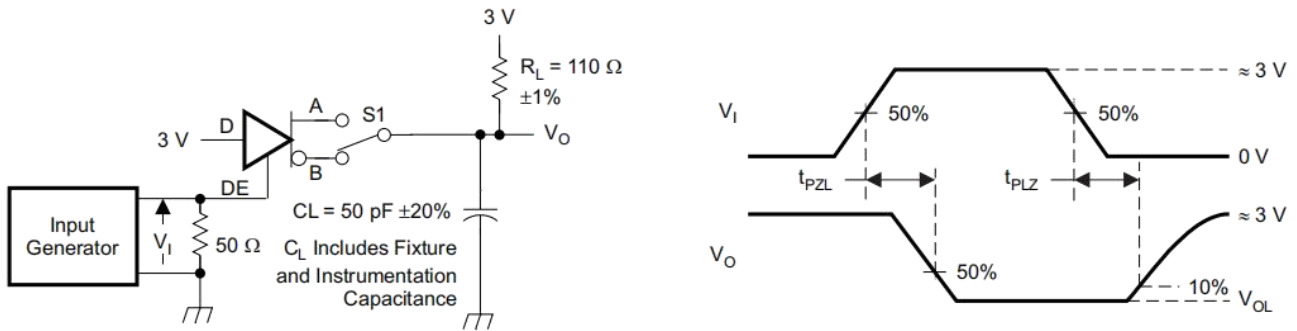 3 V
R_L = 110 Ω
±1%
A
S1
3 V
D
V_O
B
DE
Input
Generator
V_I
50 Ω
CL = 50 pF ±20%
C_L Includes Fixture
and Instrumentation
Capacitance
≈ 3 V
V_I
50%
50%
0 V
t_PZL
t_PLZ
≈ 3 V
V_O
50%
10%
V_OL